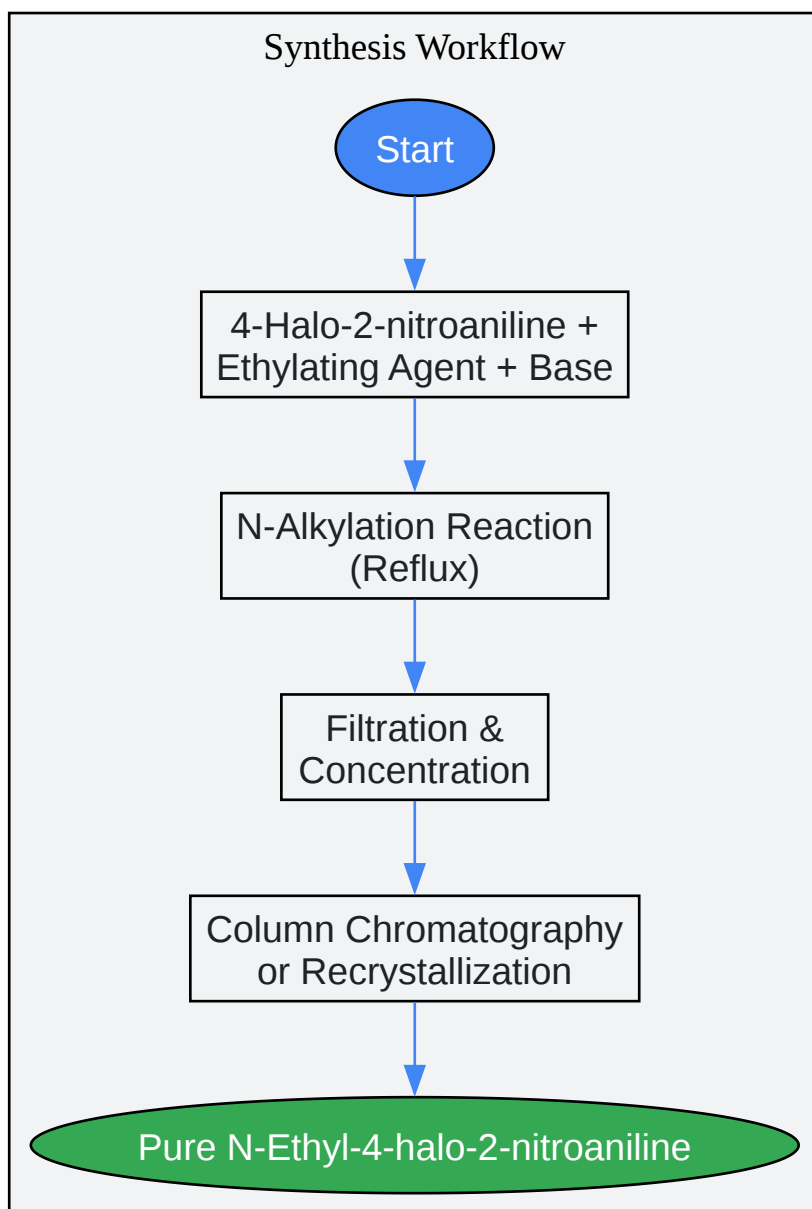 Synthesis Workflow
Start
4-Halo-2-nitroaniline +
Ethylating Agent + Base
N-Alkylation Reaction
(Reflux)
Filtration &
Concentration
Column Chromatography
or Recrystallization
Pure N-Ethyl-4-halo-2-nitroaniline